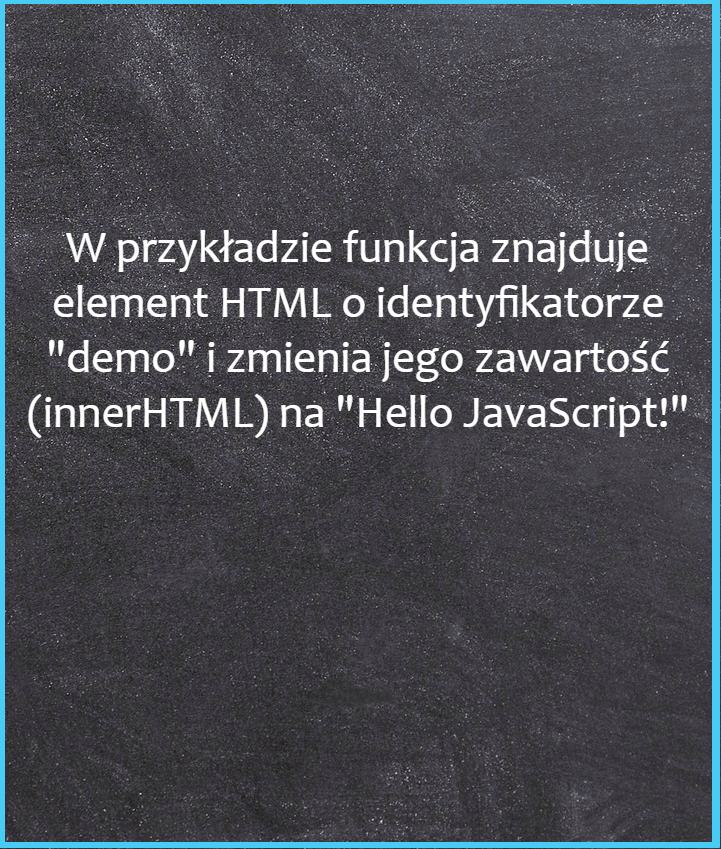 W przykładzie funkcja znajduje
element HTML o identyfikatorze
"demo" i zmienia jego zawartość
(innerHTML) na "Hello JavaScript!"